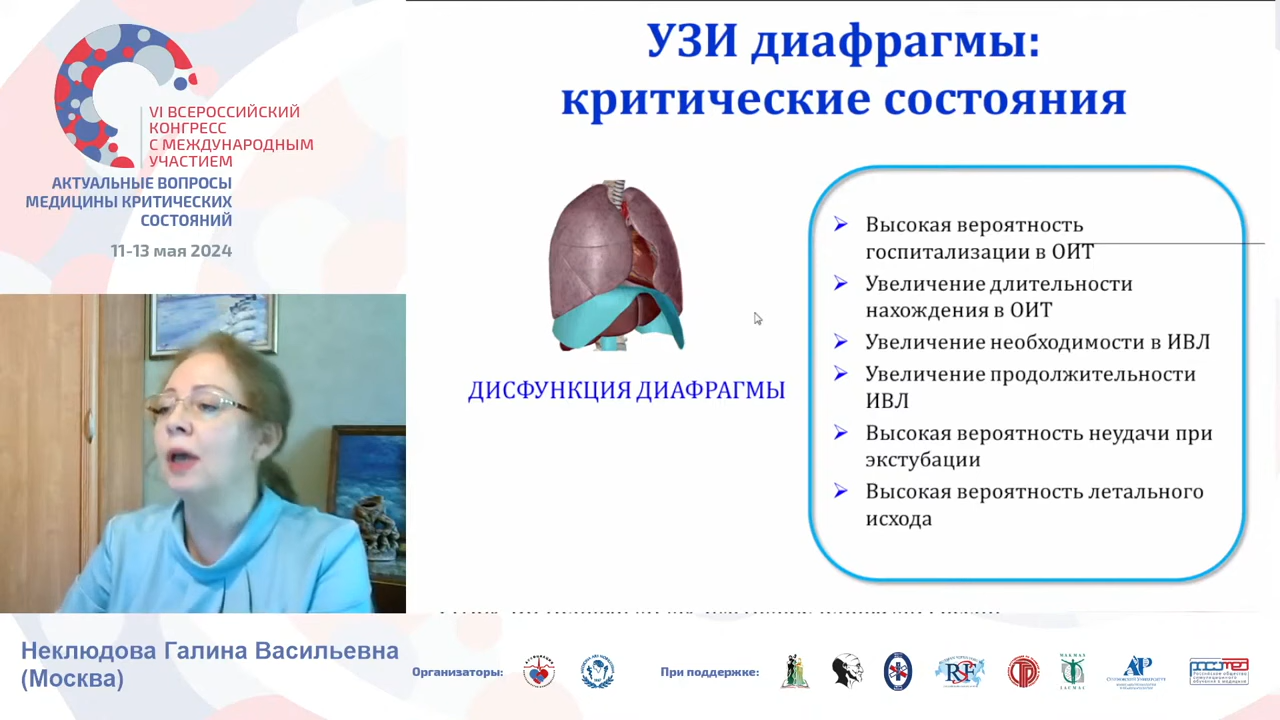 VI ВСЕРОССИЙСКИЙ
КОНГРЕСС
С МЕЖДУНАРОДНЫМ
УЧАСТИЕМ
АКТУАЛЬНЫЕ ВОПРОСЫ
МЕДИЦИНЫ КРИТИЧЕСКИХ
СОСТОЯНИЙ
11-13 мая 2024
УЗИ диафрагмы:
критические состояния
ДИСФУНКЦИЯ ДИАФРАГМЫ
Высокая вероятность
госпитализации в ОИТ
Увеличение длительности
нахождения в ОИТ
Увеличение необходимости в ИВЛ
Увеличение продолжительности
ИВЛ
Высокая вероятность неудачи при
экстубации
Высокая вероятность летального
исхода
Неклюдова Галина Васильевна
(Москва)
Организаторы:
При поддержке: